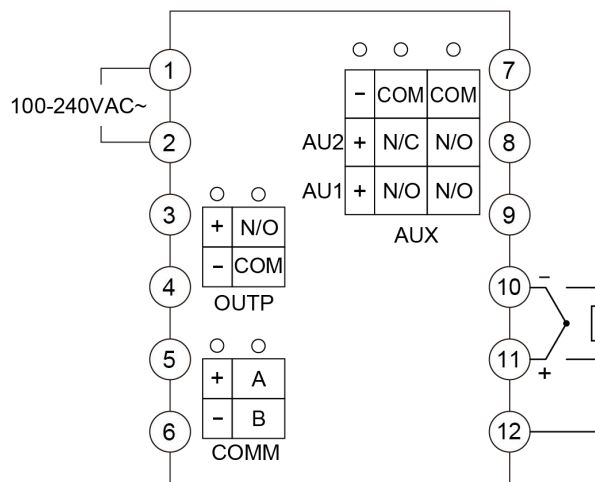 1
7
- COM COM
100-240VAC~
2
AU2 + N/C N/O
8
AU1 + N/O N/O
3
9
+ N/O
AUX
- COM
4
OUTP
10 -
5
+ A
11 +
- B
6
COMM
12